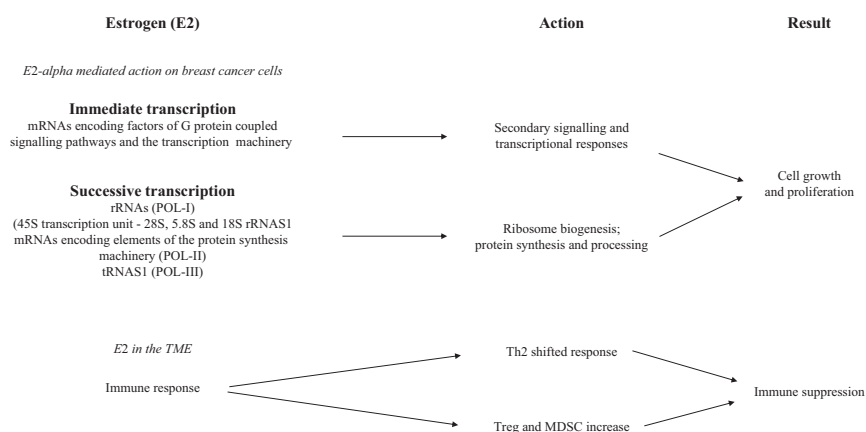 Estrogen (E2)
Action
Result
E2-alpha mediated action on breast cancer cells
Immediate transcription
mRNAs encoding factors of G protein coupled
signalling pathways and the transcription machinery
Secondary signalling and
transcriptional responses
Cell growth
and proliferation
Successive transcription
rRNAs (POL-I)
(45S transcription unit - 28S, 5.8S and 18S rRNAS1
mRNAs encoding elements of the protein synthesis
machinery (POL-II)
tRNAS1 (POL-III)
Ribosome biogenesis;
protein synthesis and processing
E2 in the TME
Immune response
Th2 shifted response
Treg and MDSC increase
Immune suppression